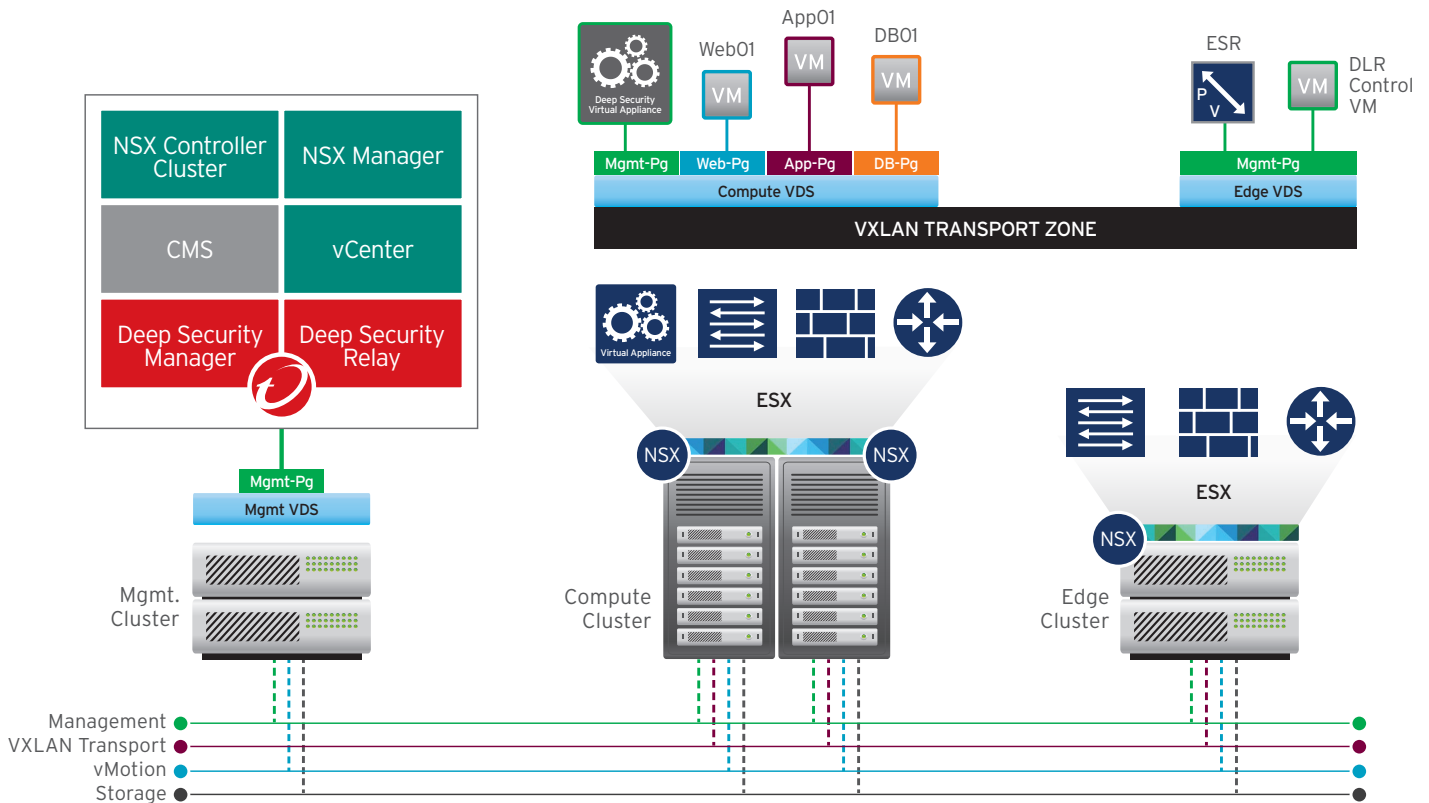 NSX Controller
Cluster
NSX Manager
CMS
vCenter
Deep Security
Manager
Deep Security
Relay
Mgmt-Pg
Mgmt VDS
Mgmt.
Cluster
Deep Security
Virtual Appliance
Web01
VM
App01
VM
DB01
VM
ESR
P
V
VM
DLR
Control
VM
Mgmt-Pg
Web-Pg
App-Pg
DB-Pg
Compute VDS
Mgmt-Pg
Edge VDS
VXLAN TRANSPORT ZONE
Virtual Appliance
ESX
NSX
NSX
Compute
Cluster
ESX
NSX
Edge
Cluster
Management
VXLAN Transport
vMotion
Storage